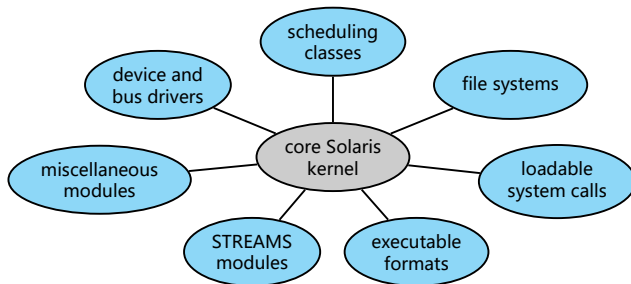 scheduling
classes
device and
bus drivers
file systems
core Solaris
kernel
miscellaneous
modules
loadable
system calls
STREAMS
modules
executable
formats